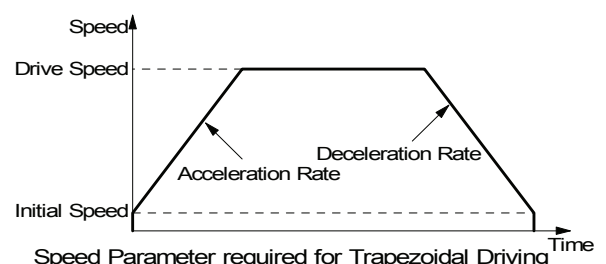 Speed
Drive Speed
Deceleration Rate
Acceleration Rate
Initial Speed
Time
Speed Parameter required for Trapezoidal Driving